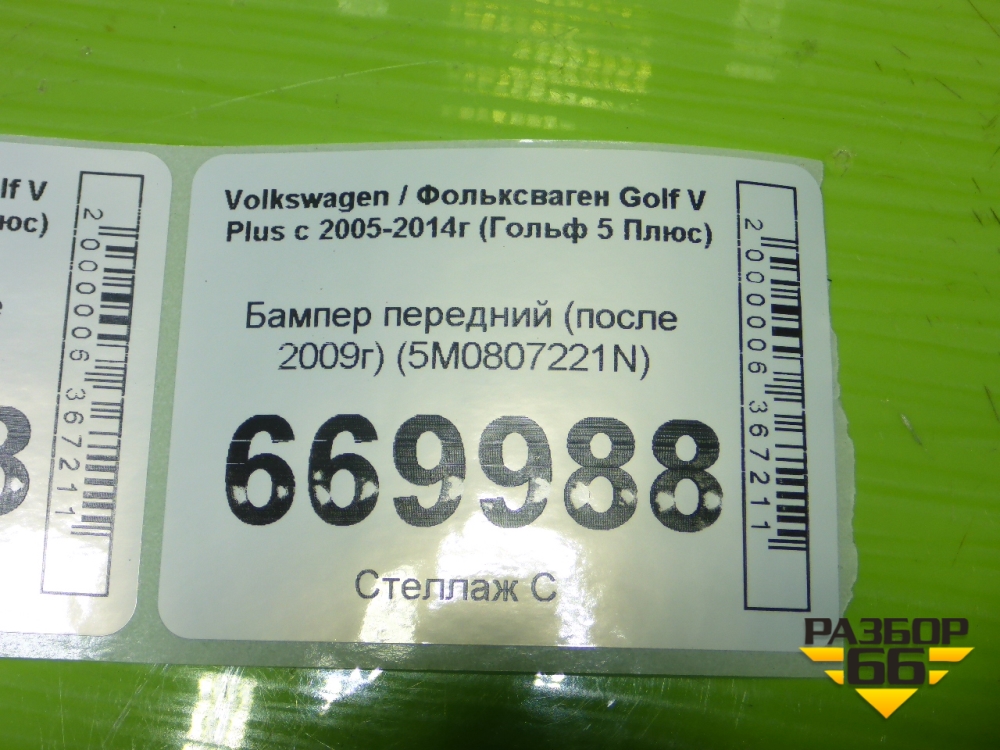 lf V
юс)
2000006367211
Volkswagen / Фольксваген Golf V
Plus с 2005-2014г (Гольф 5 Плюс)
Бампер передний (после
2009г) (5M0807221N)
669988
Стеллаж С
2000006367211
РАЗБОР
66